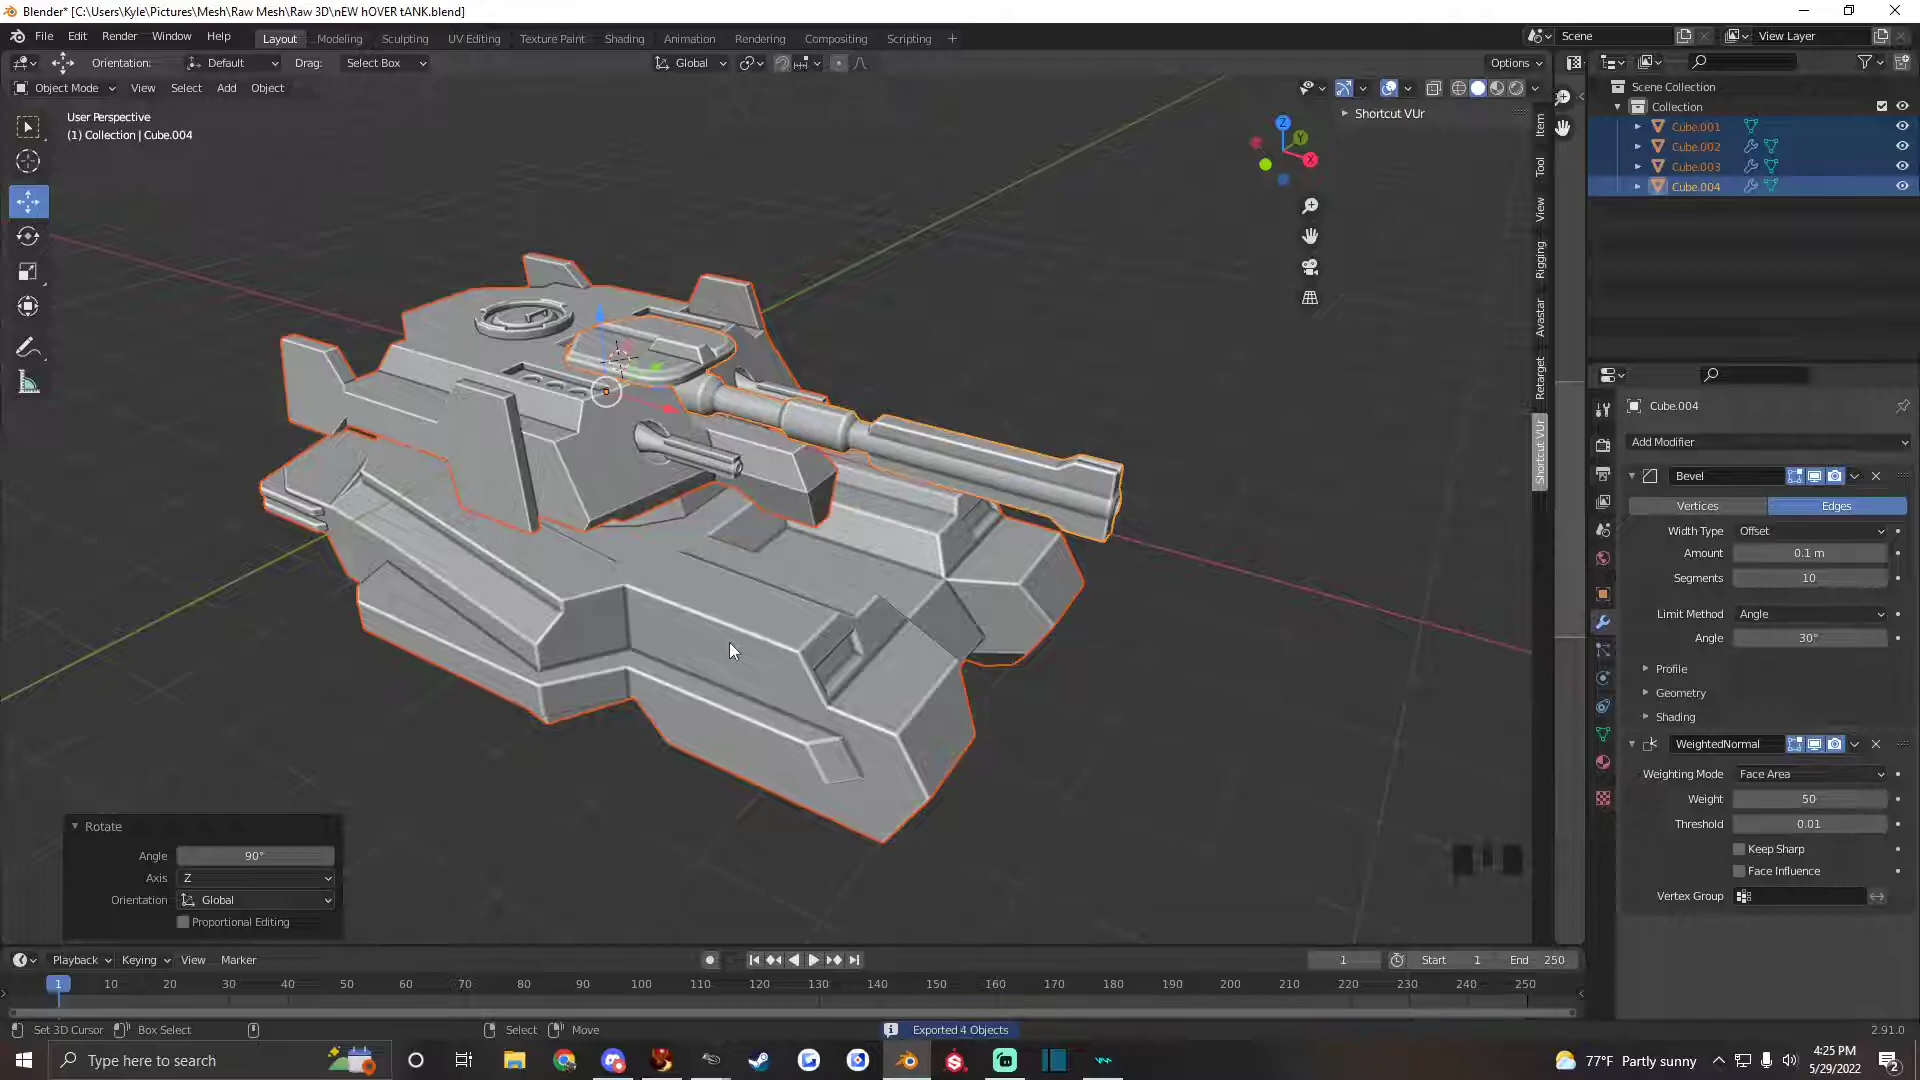 Blender* [C:\Users\Kyle\Pictures\Mesh\Raw Mesh\Raw 3D\nEW hOVER tANK.blend]
File Edit Render Window Help Layout Modeling Sculpting UV Editing Texture Paint Shading Animation Rendering Compositing Scripting + Scene View Layer
Orientation: Default Drag: Select Box Global Options
Object Mode View Select Add Object
User Perspective
(1) Collection | Cube.004
Shortcut VUr
Z
Y
X
Item
Tool
View
Rigging
Avastar
Retarget
Shortcut VUr
Scene Collection
Collection
Cube.001
Cube.002
Cube.003
Cube.004
Cube.004
Add Modifier
Bevel
Vertices Edges
Width Type Offset
Amount 0.1 m
Segments 10
Limit Method Angle
Angle 30°
Profile
Geometry
Shading
WeightedNormal
Weighting Mode Face Area
Weight 50
Threshold 0.01
Keep Sharp
Face Influence
Vertex Group
Rotate
Angle 90°
Axis Z
Orientation Global
Proportional Editing
Playback Keying View Marker 1 Start 1 End 250
1 10 20 30 40 50 60 70 80 90 100 110 120 130 140 150 160 170 180 190 200 210 220 230 240 250
Set 3D Cursor Box Select Select Move Exported 4 Objects 2.91.0
Type here to search 77°F Partly sunny 4:25 PM
5/29/2022
2